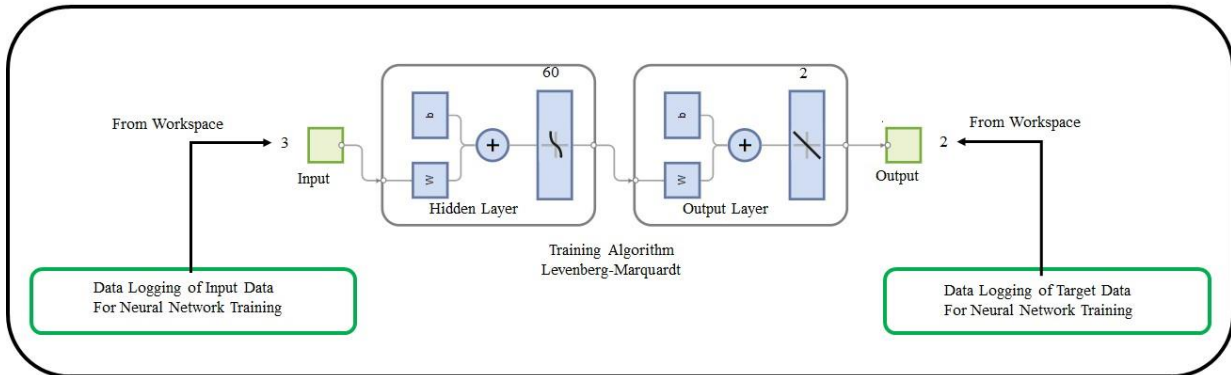 60
2
From Workspace
3
b
W
+
Input
Hidden Layer
b
W
+
Output Layer
Output
2
From Workspace
Training Algorithm
Levenberg-Marquardt
Data Logging of Input Data
For Neural Network Training
Data Logging of Target Data
For Neural Network Training